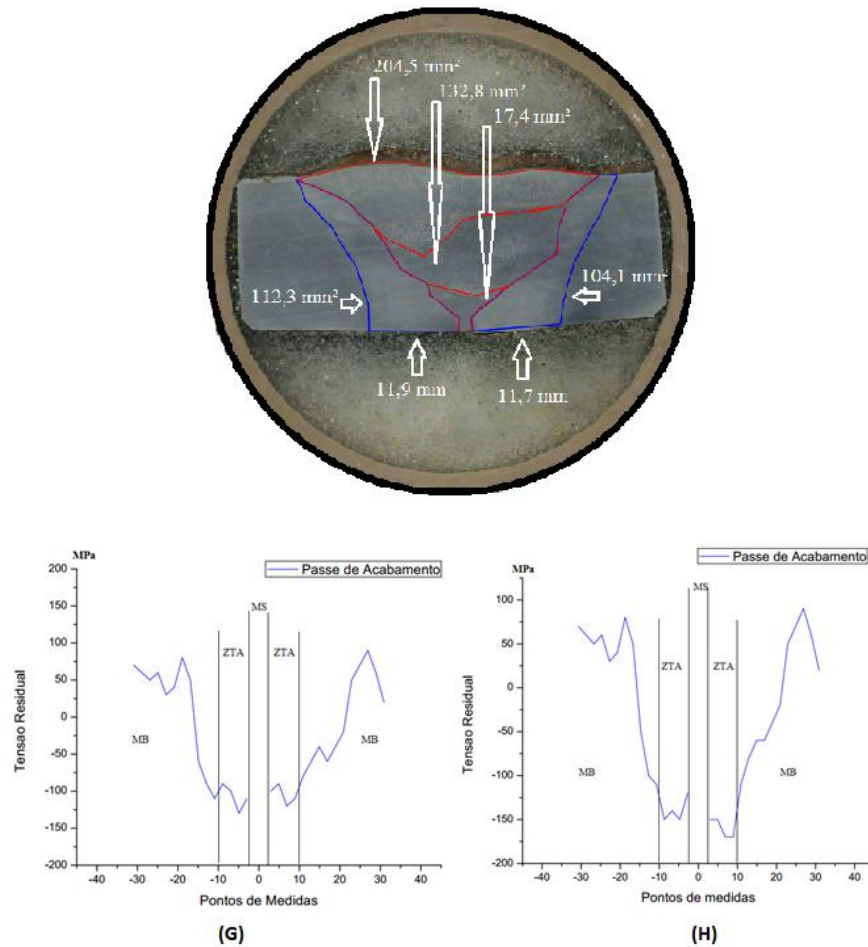 204,5 mm²
132,8 mm²
17,4 mm²
112,3 mm²
104,1 mm²
11,9 mm
11,7 mm
MPa
Passe de Acabamento
200
150
100
50
0
-50
-100
-150
-200
Tensao Residual
MS
ZTA
ZTA
MB
MB
-40
-30
-20
-10
0
10
20
30
40
Pontos de Medidas
(G)
MPa
Passe de Acabamento
100
50
0
-50
-100
-150
-200
Tensao Residual
MS
ZTA
ZTA
MB
MB
-40
-30
-20
-10
0
10
20
30
40
Pontos de Medidas
(H)